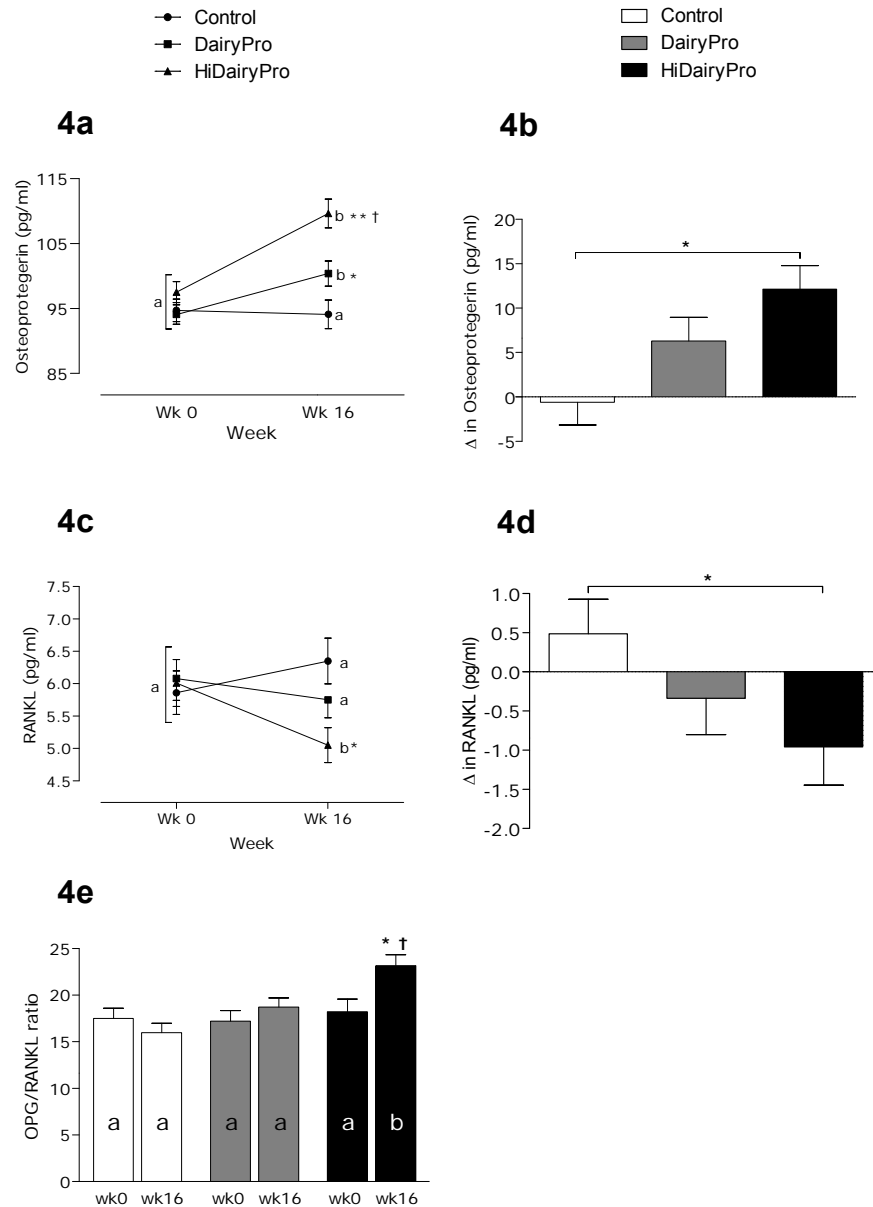 Control
DairyPro
HiDairyPro
Control
DairyPro
HiDairyPro
4a
Osteoprotegerin (pg/ml)
115
105
95
85
a
b ** †
b *
a
Wk 0
Wk 16
Week
4b
Δ in Osteoprotegerin (pg/ml)
20
15
10
5
0
-5
*
4c
RANKL (pg/ml)
7.5
7.0
6.5
6.0
5.5
5.0
4.5
a
a
a
b*
Wk 0
Wk 16
Week
4d
Δ in RANKL (pg/ml)
1.0
0.5
0.0
-0.5
-1.0
-1.5
-2.0
*
4e
OPG/RANKL ratio
25
20
15
10
5
0
* †
a
a
a
a
a
b
wk0
wk16
wk0
wk16
wk0
wk16